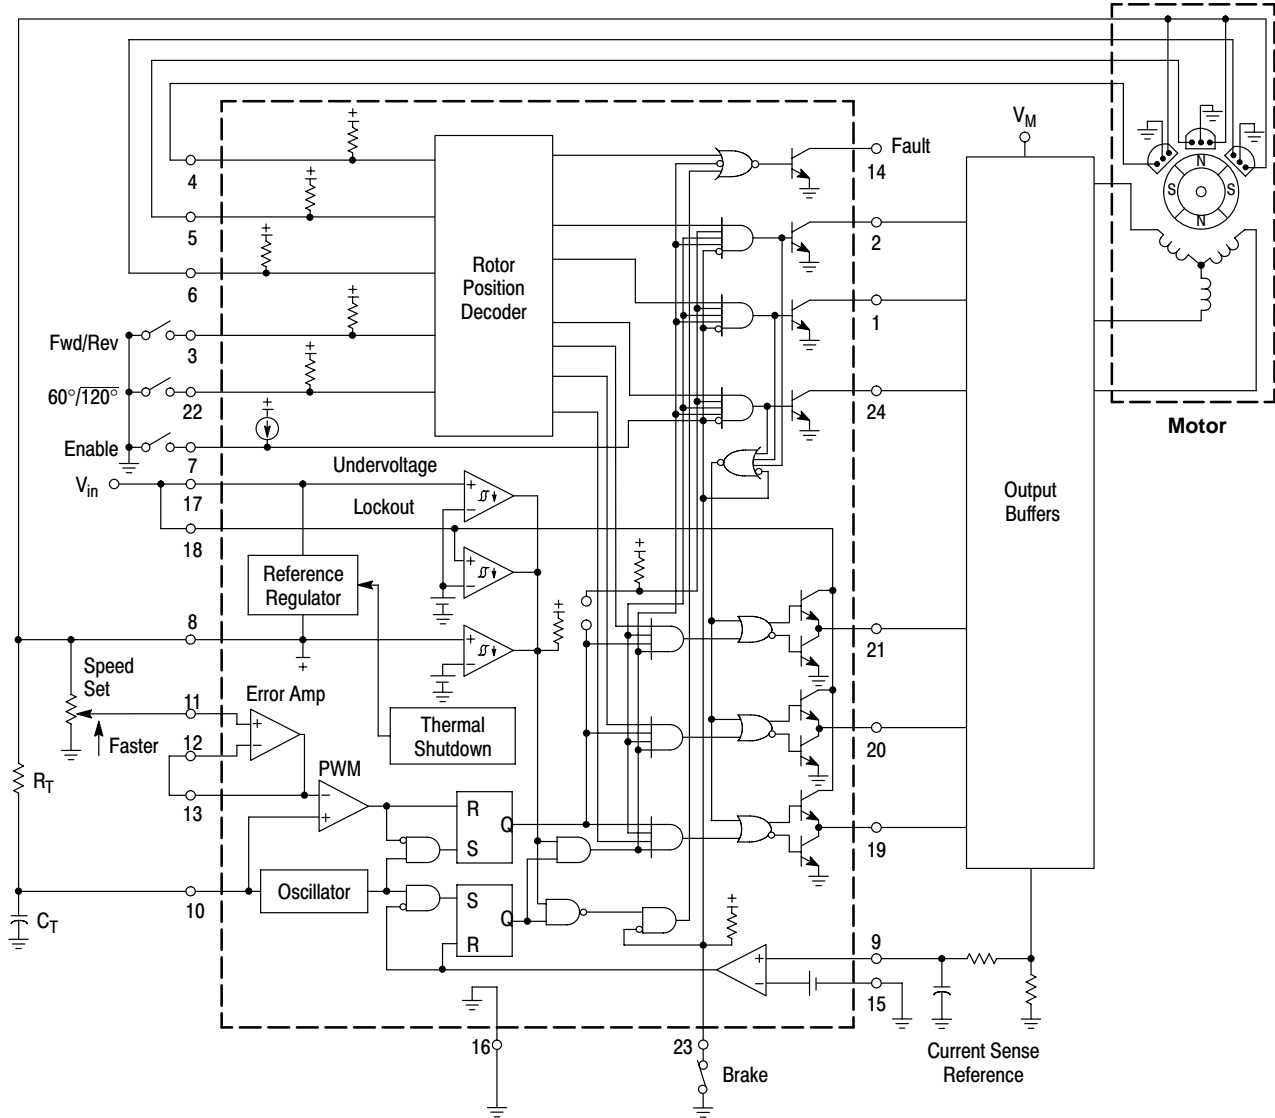 V_M
Fault
14
4
N
S
S
N
2
5
Rotor
Position
Decoder
6
1
Fwd/Rev
3
60°/120°
22
24
Motor
Enable
7
Undervoltage
Lockout
V_in
17
18
Output
Buffers
Reference
Regulator
8
21
Speed
Set
11
Error Amp
Thermal
Shutdown
Faster
12
20
R_T
13
PWM
R
Q
S
19
Oscillator
10
S
Q
R
C_T
9
15
16
23
Brake
Current Sense
Reference